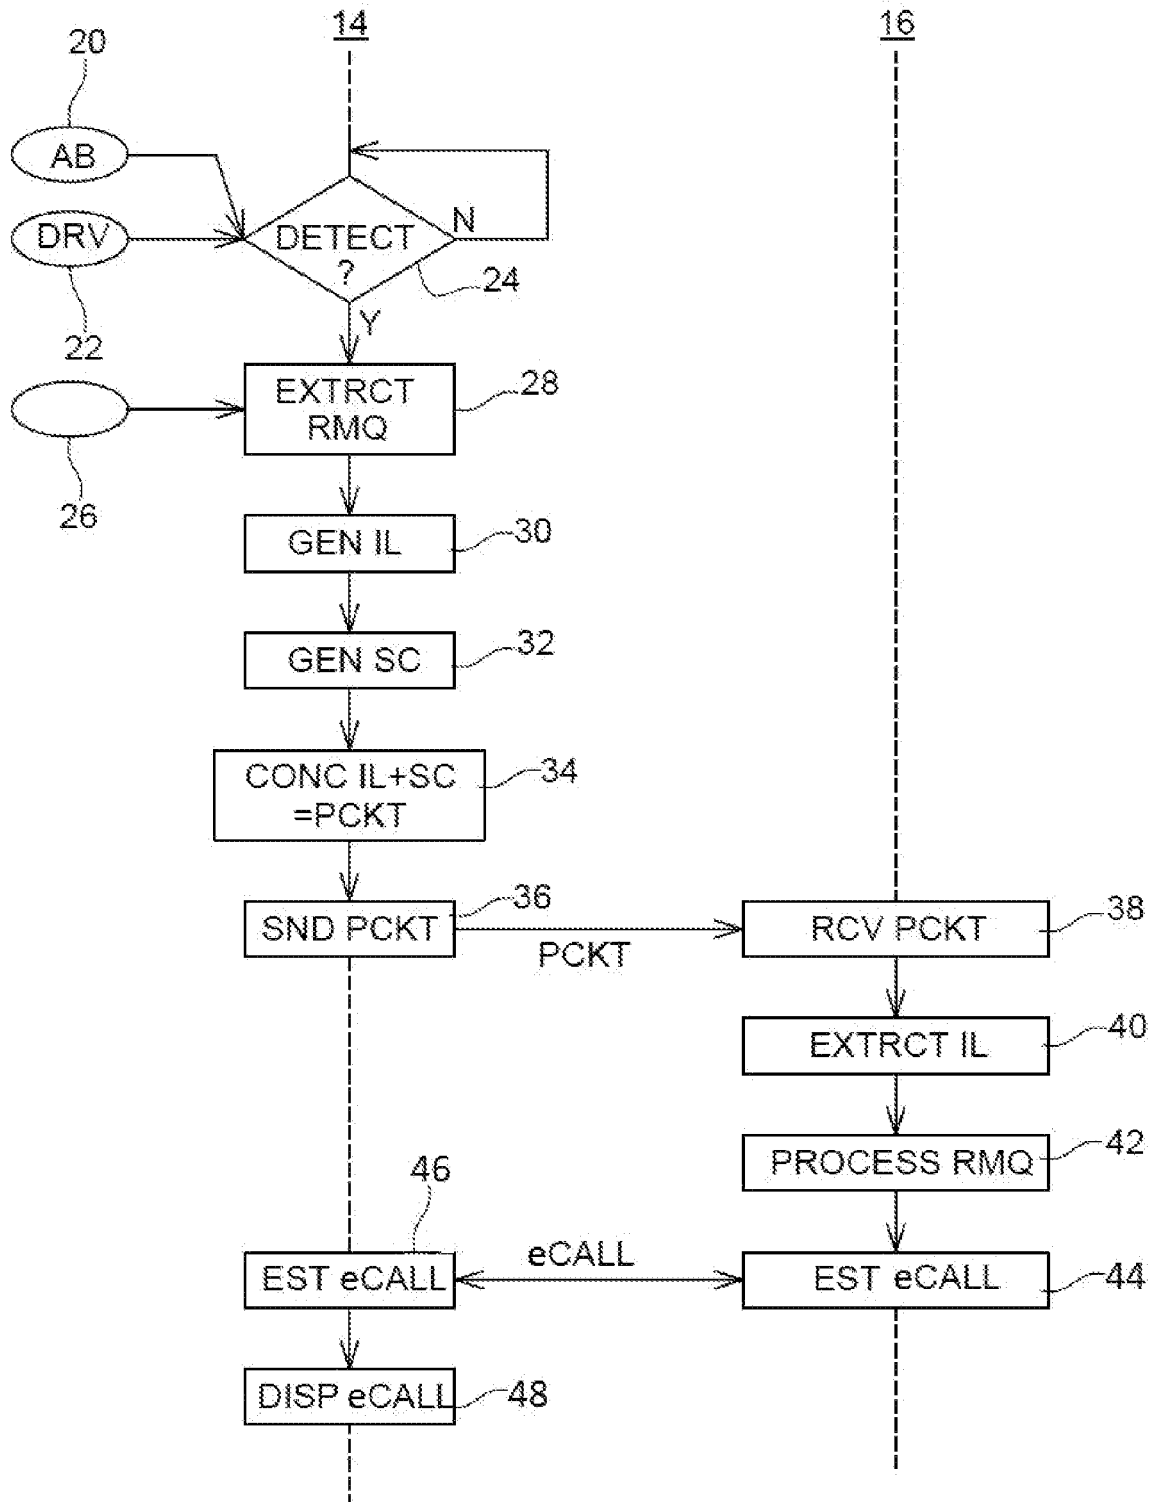 14
16
20
AB
DRV
N
DETECT
?
24
22
Y
EXTRCT
RMQ
28
26
GEN IL
30
GEN SC
32
CONC IL+SC
=PCKT
34
SND PCKT
36
PCKT
RCV PCKT
38
EXTRCT IL
40
PROCESS RMQ
42
46
EST eCALL
eCALL
EST eCALL
44
DISP eCALL
48